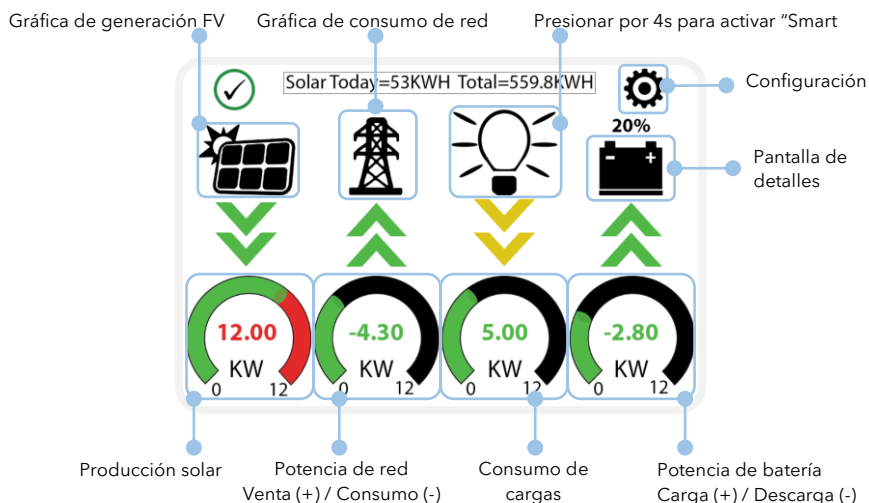 Gráfica de generación FV
Gráfica de consumo de red
Presionar por 4s para activar “Smart
Solar Today=53KWH Total=559.8KWH
Configuración
20%
Pantalla de
detalles
12.00
KW
0 12
-4.30
KW
0 12
5.00
KW
0 12
-2.80
KW
0 12
Producción solar
Potencia de red
Venta (+) / Consumo (-)
Consumo de
cargas
Potencia de batería
Carga (+) / Descarga (-)